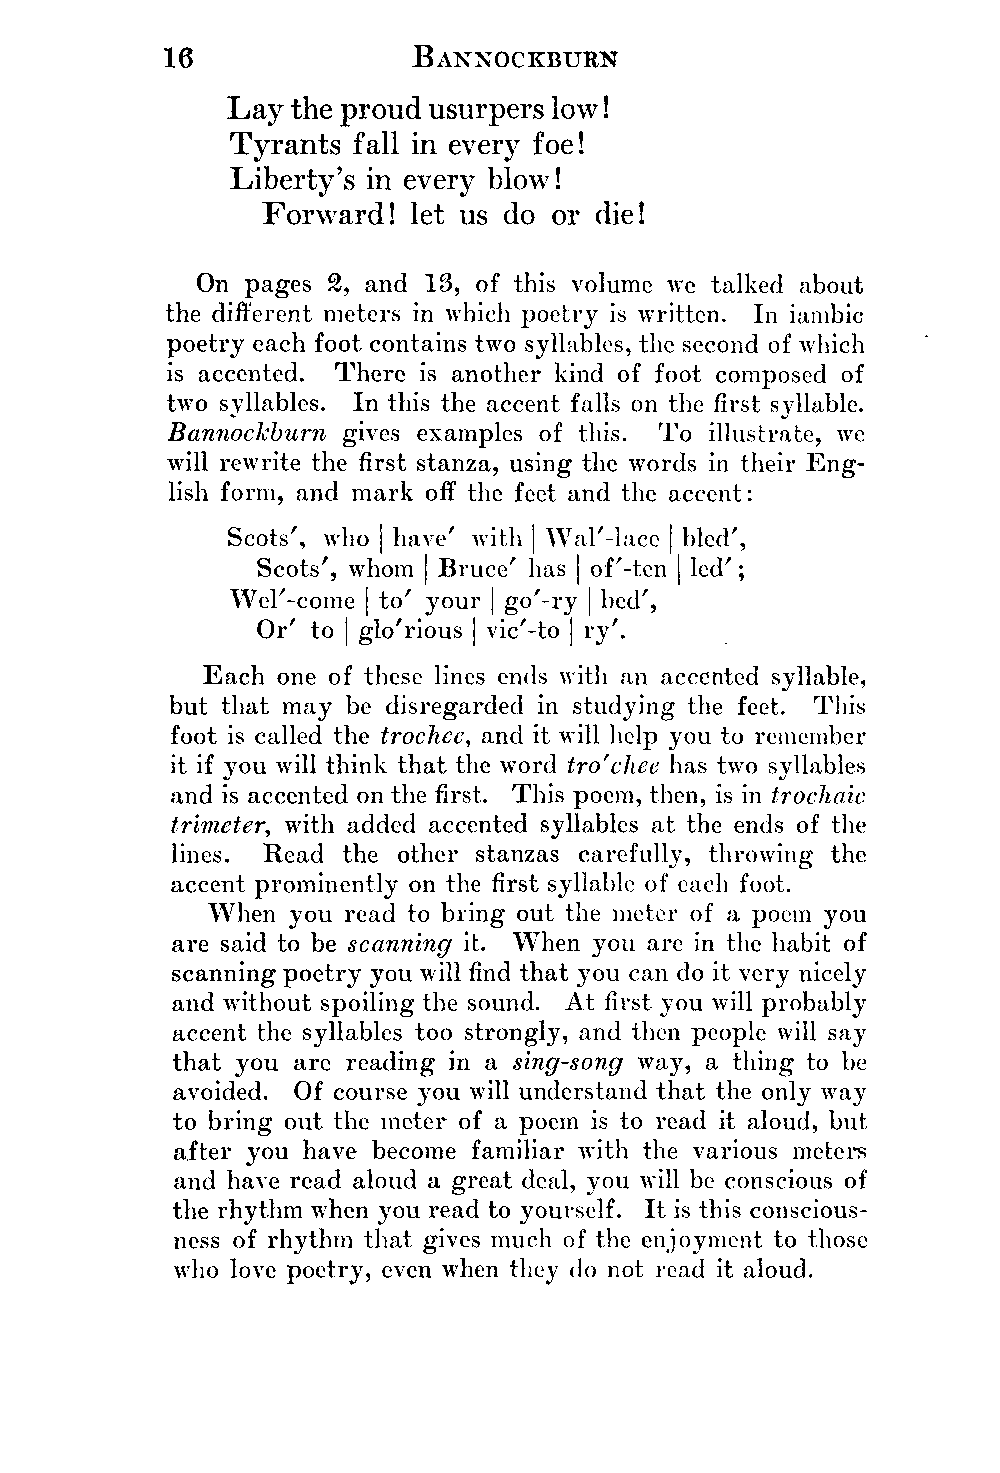 16 BANNOCKBURN
Lay the proud usurpers low!
Tyrants fall in every foe!
Liberty's in every blow!
Forward! let us do or die!
On pages 2, and 13, of this volume we talked about
the different meters in which poetry is written. In iambic
poetry each foot contains two syllables, the second of which
is accented. There is another kind of foot composed of
two syllables. In this the accent falls on the first syllable.
Bannockburn gives examples of this. To illustrate, we
will rewrite the first stanza, using the words in their Eng-
lish form, and mark off the feet and the accent:
Scots′, who | have′ with | Wal′-lace | bled′,
Scots′, whom | Bruce′ has | of′-ten | led′;
Wel′-come | to′ your | go′-ry | bed′,
Or′ to | glo′rious | vic′-to | ry′.
Each one of these lines ends with an accented syllable,
but that may be disregarded in studying the feet. This
foot is called the trochee, and it will help you to remember
it if you will think that the word tro′chee has two syllables
and is accented on the first. This poem, then, is in trochaic
trimeter, with added accented syllables at the ends of the
lines. Read the other stanzas carefully, throwing the
accent prominently on the first syllable of each foot.
When you read to bring out the meter of a poem you
are said to be scanning it. When you are in the habit of
scanning poetry you will find that you can do it very nicely
and without spoiling the sound. At first you will probably
accent the syllables too strongly, and then people will say
that you are reading in a sing-song way, a thing to be
avoided. Of course you will understand that the only way
to bring out the meter of a poem is to read it aloud, but
after you have become familiar with the various meters
and have read aloud a great deal, you will be conscious of
the rhythm when you read to yourself. It is this conscious-
ness of rhythm that gives much of the enjoyment to those
who love poetry, even when they do not read it aloud.